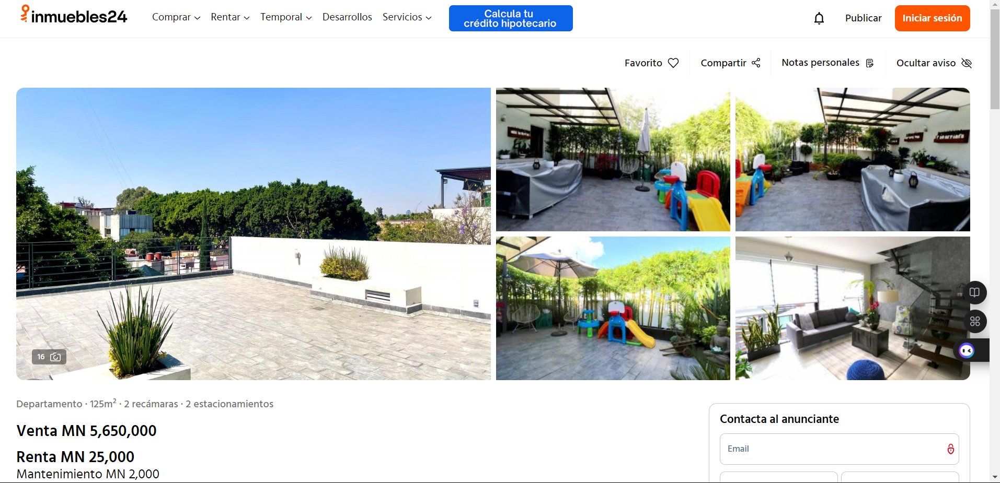 inmuebles24
Comprar
Rentar
Temporal
Desarrollos
Servicios
Calcula tu
crédito hipotecario
Publicar
Iniciar sesión
Favorito
Compartir
Notas personales
Ocultar aviso
16
Departamento · 125m² · 2 recámaras · 2 estacionamientos
Venta MN 5,650,000
Renta MN 25,000
Mantenimiento MN 2,000
Contacta al anunciante
Email